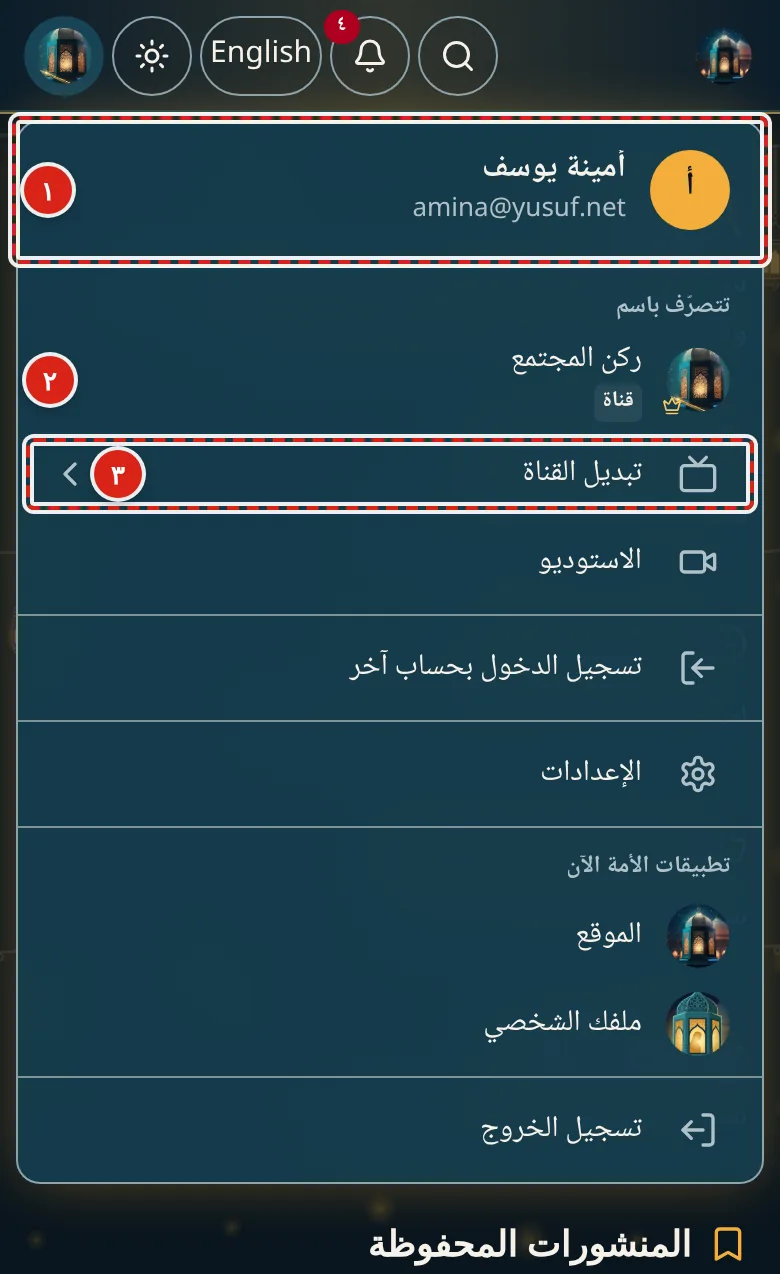 English
٤
أمينة يوسف
أ
amina@yusuf.net
١
تتصرّف باسم
ركن المجتمع
قناة
٢
تبديل القناة
٣
الاستوديو
تسجيل الدخول بحساب آخر
الإعدادات
تطبيقات الأمة الآن
الموقع
ملفك الشخصي
تسجيل الخروج
المنشورات المحفوظة